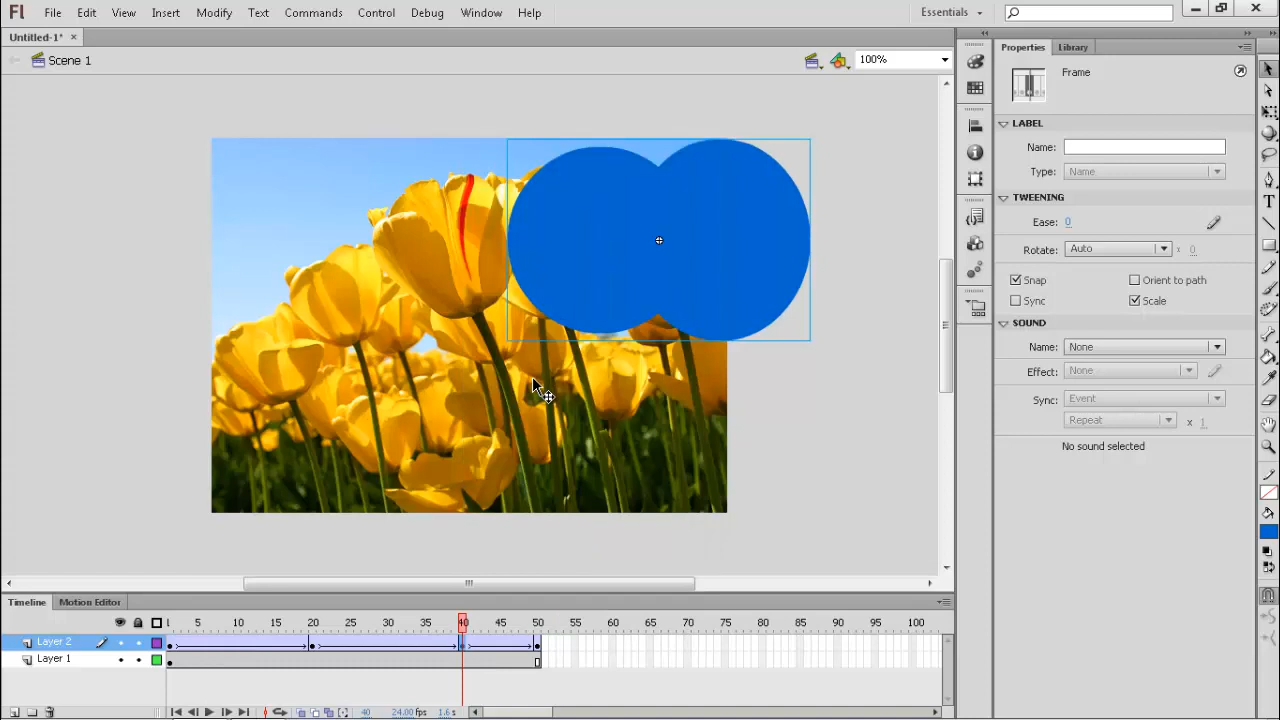 Fl File Edit View Insert Modify Text Commands Control Debug Window Help Essentials
Untitled-1* ×
Scene 1 100%
Properties Library
Frame
LABEL
Name:
Type: Name
TWEENING
Ease: 0
Rotate: Auto x 0
Snap Orient to path
Sync Scale
SOUND
Name: None
Effect: None
Sync: Event
Repeat x 1
No sound selected
Timeline Motion Editor
1 5 10 15 20 25 30 35 40 45 50 55 60 65 70 75 80 85 90 95 100
Layer 2
Layer 1
40 24.00 fps 1.6 s